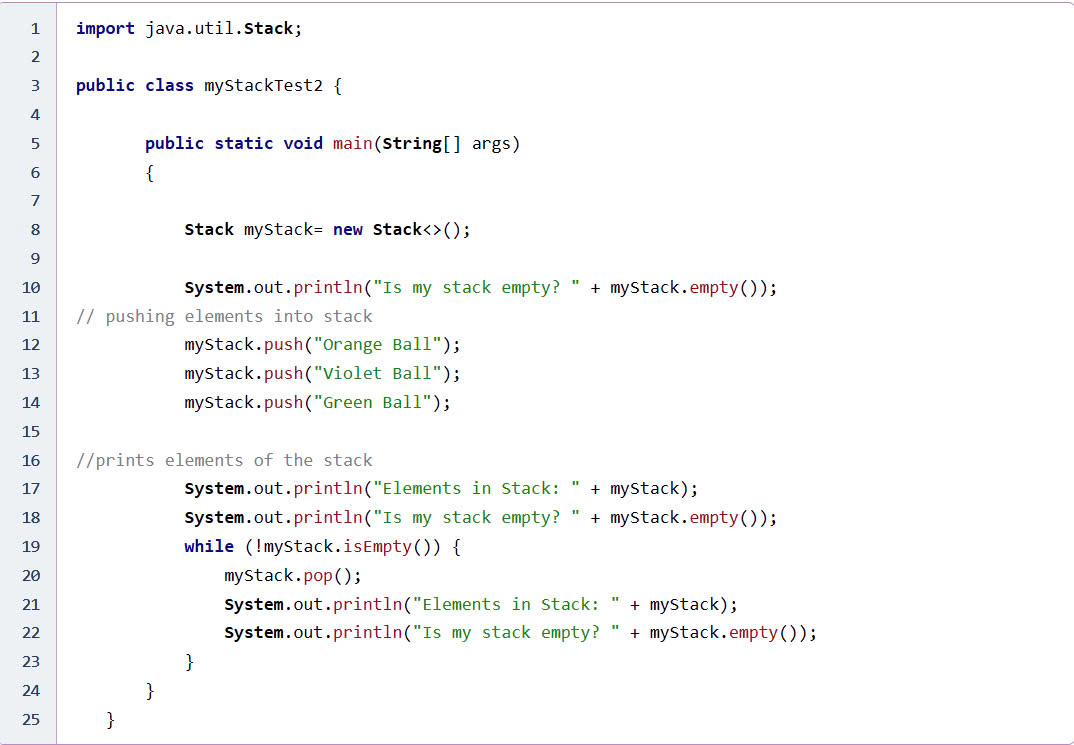 1 import java.util.Stack;
2
3 public class myStackTest2 {
4
5 public static void main(String[] args)
6 {
7
8 Stack myStack= new Stack<>();
9
10 System.out.println("Is my stack empty? " + myStack.empty());
11 // pushing elements into stack
12 myStack.push("Orange Ball");
13 myStack.push("Violet Ball");
14 myStack.push("Green Ball");
15
16 //prints elements of the stack
17 System.out.println("Elements in Stack: " + myStack);
18 System.out.println("Is my stack empty? " + myStack.empty());
19 while (!myStack.isEmpty()) {
20 myStack.pop();
21 System.out.println("Elements in Stack: " + myStack);
22 System.out.println("Is my stack empty? " + myStack.empty());
23 }
24 }
25 }